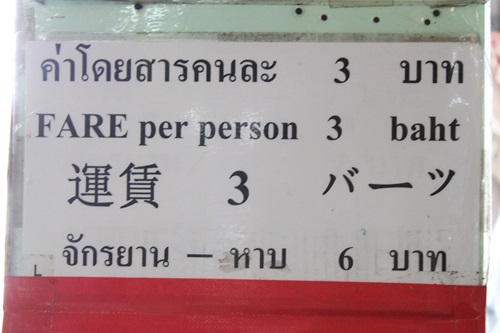 ค่าโดยสารคนละ 3 บาท
FARE per person 3 baht
運賃 3 バーツ
จักรยาน – หาบ 6 บาท